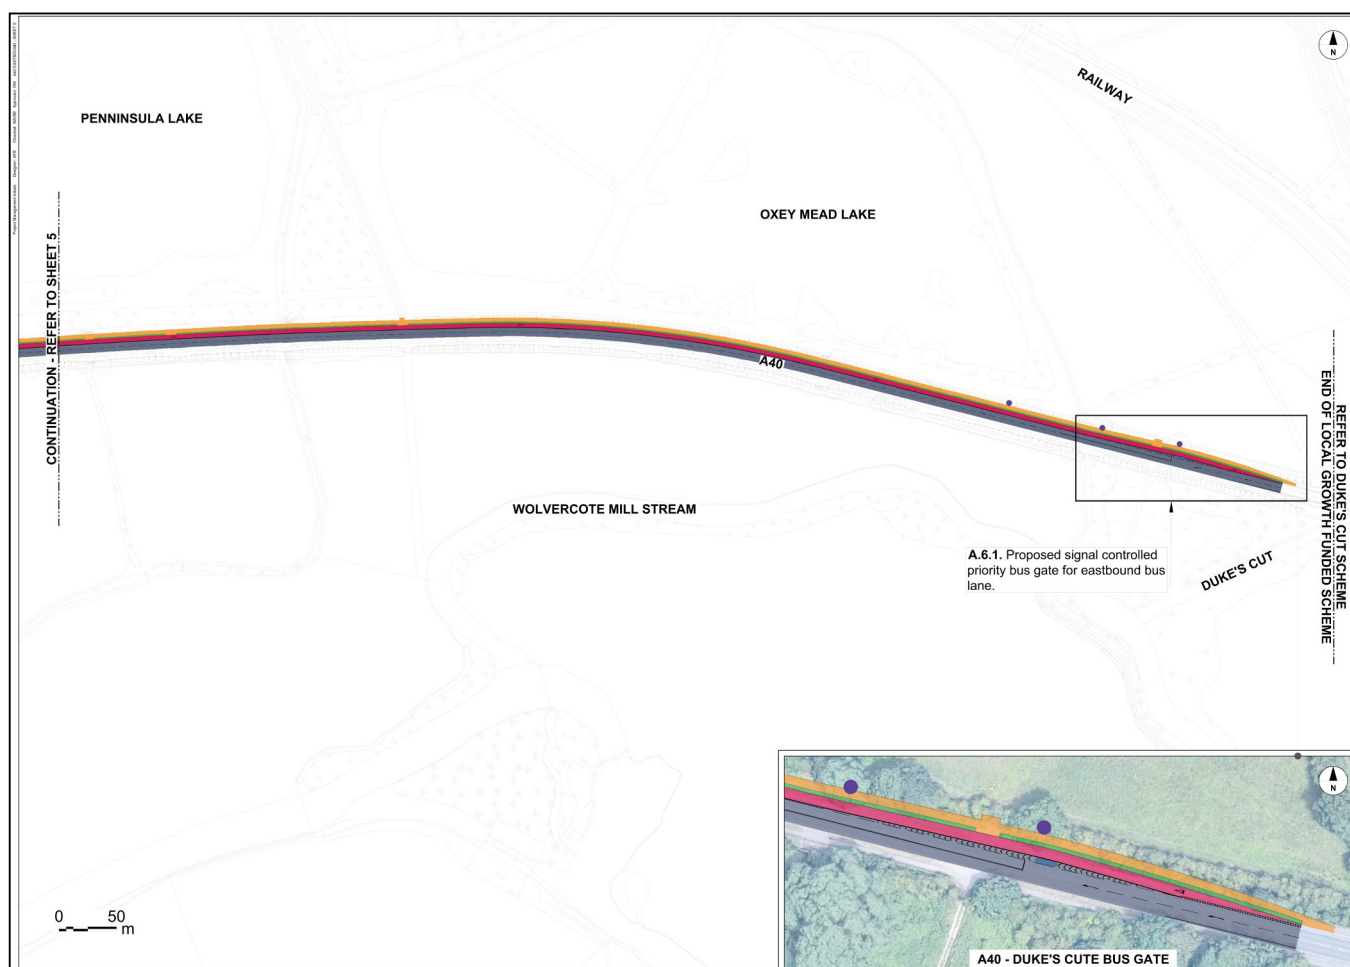 N
RAILWAY
PENNINSULA LAKE
OXEY MEAD LAKE
CONTINUATION - REFER TO SHEET 5
A40
REFER TO DUKE'S CUT SCHEME
END OF LOCAL GROWTH FUNDED SCHEME
WOLVERCOTE MILL STREAM
A.6.1. Proposed signal controlled
priority bus gate for eastbound bus
lane.
DUKE'S CUT
N
0 50
m
A40 - DUKE'S CUTE BUS GATE